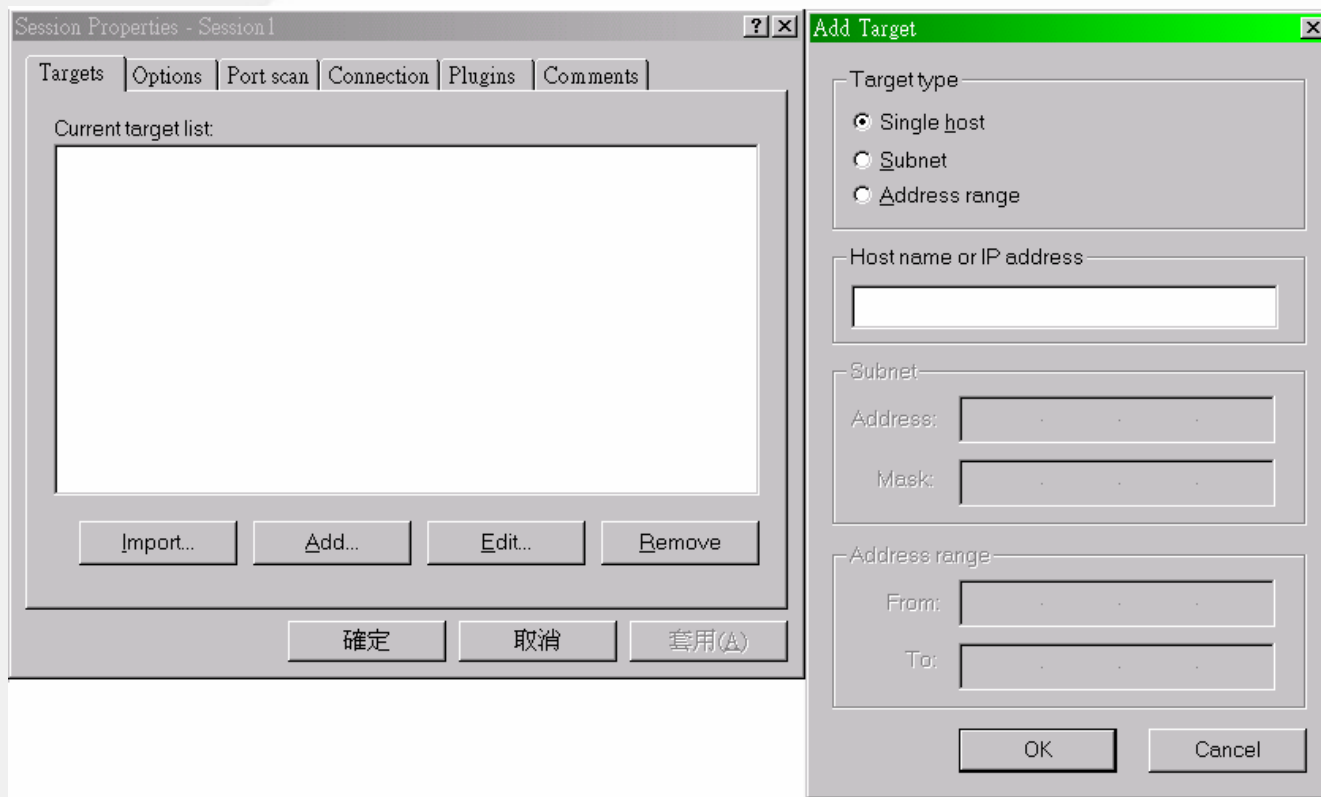 Session Properties - Session1
Targets
Options
Port scan
Connection
Plugins
Comments
Current target list:
Import...
Add...
Edit...
Remove
確定
取消
套用(A)
Add Target
Target type
Single host
Subnet
Address range
Host name or IP address
Subnet
Address:
Mask:
Address range
From:
To:
OK
Cancel